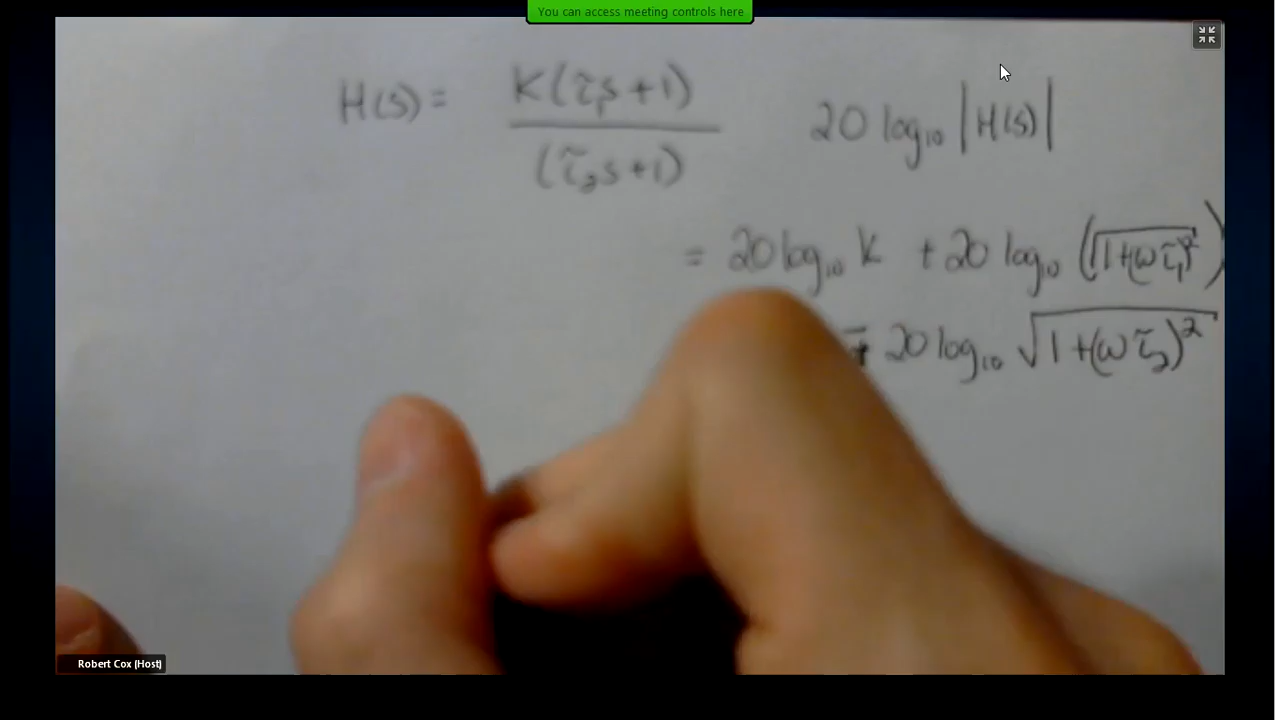 You can access meeting controls here
H(s) = K(τ₁s+1) / (τ₂s+1)
20 log₁₀ |H(s)|
= 20 log₁₀ K + 20 log₁₀ (√1+(ωτ₁)²)
- 20 log₁₀ √1+(ωτ₂)²
Robert Cox (Host)